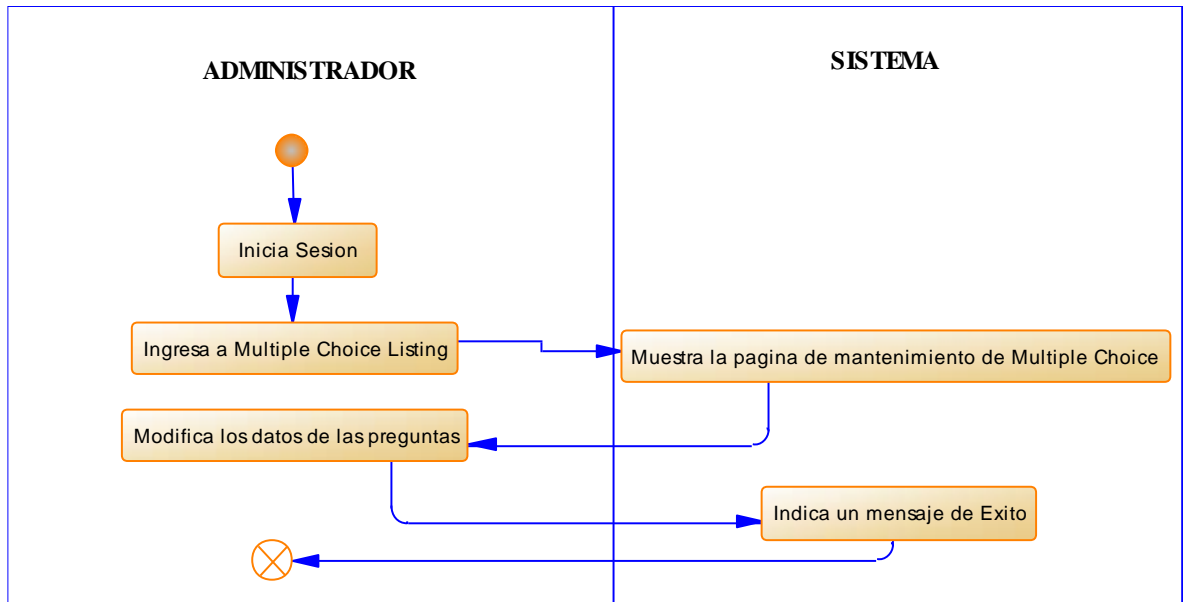 ADMINISTRADOR
SISTEMA
Inicia Sesion
Ingresa a Multiple Choice Listing
Muestra la pagina de mantenimiento de Multiple Choice
Modifica los datos de las preguntas
Indica un mensaje de Exito